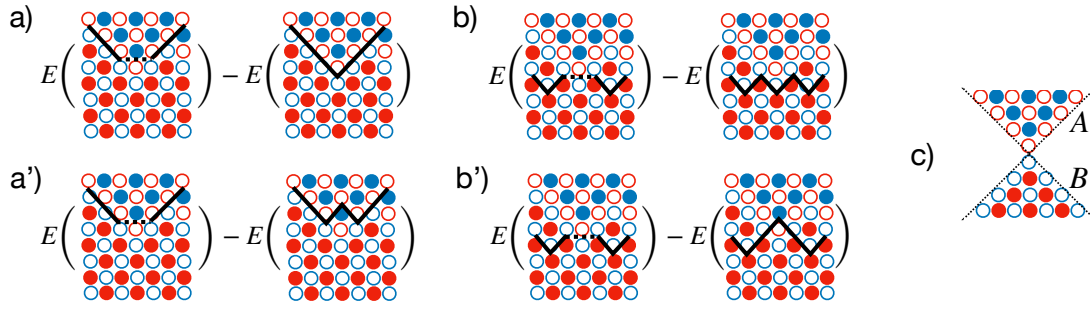 a)
E( ) − E( )
b)
E( ) − E( )
a')
E( ) − E( )
b')
E( ) − E( )
c)
A
B